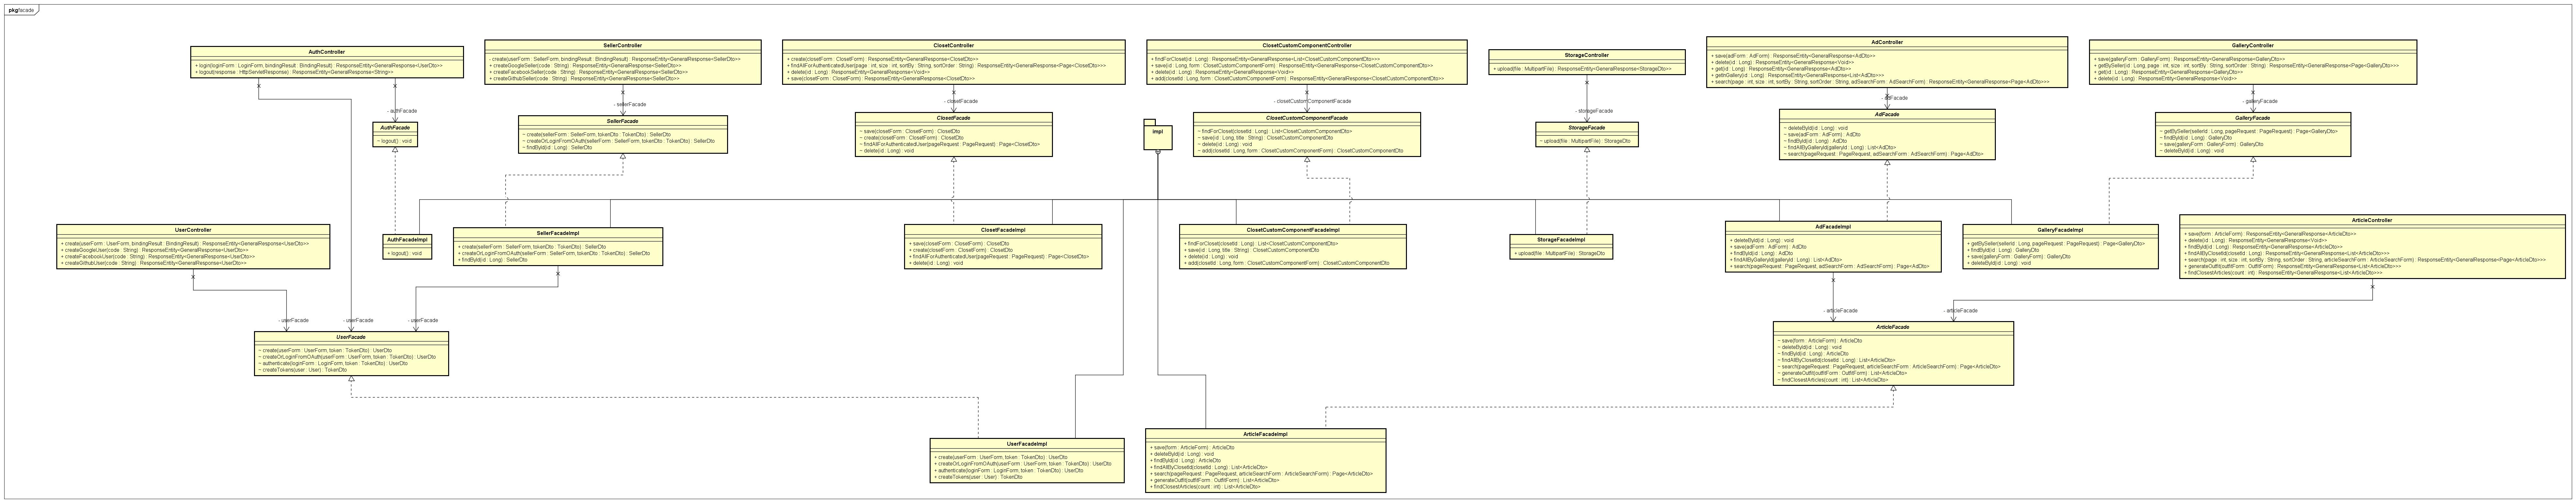 pkg facade
AuthController
+ login(loginForm : LoginForm, bindingResult : BindingResult) : ResponseEntity<GeneralResponse<UserDto>>
+ logout(response : HttpServletResponse) : ResponseEntity<GeneralResponse<String>>
SellerController
- create(userForm : SellerForm, bindingResult : BindingResult) : ResponseEntity<GeneralResponse<SellerDto>>
+ createGoogleSeller(code : String) : ResponseEntity<GeneralResponse<SellerDto>>
+ createFacebookSeller(code : String) : ResponseEntity<GeneralResponse<SellerDto>>
+ createGithubSeller(code : String) : ResponseEntity<GeneralResponse<SellerDto>>
ClosetController
+ create(closetForm : ClosetForm) : ResponseEntity<GeneralResponse<ClosetDto>>
+ findAllForAuthenticatedUser(page : int, size : int, sortBy : String, sortOrder : String) : ResponseEntity<GeneralResponse<Page<ClosetDto>>>
+ delete(id : Long) : ResponseEntity<GeneralResponse<Void>>
+ save(closetForm : ClosetForm) : ResponseEntity<GeneralResponse<ClosetDto>>
ClosetCustomComponentController
+ findForCloset(closetId : Long) : ResponseEntity<GeneralResponse<List<ClosetCustomComponentDto>>>
+ save(id : Long, form : ClosetCustomComponentForm) : ResponseEntity<GeneralResponse<ClosetCustomComponentDto>>
+ delete(id : Long) : ResponseEntity<GeneralResponse<Void>>
+ add(closetId : Long, form : ClosetCustomComponentForm) : ResponseEntity<GeneralResponse<ClosetCustomComponentDto>>
StorageController
+ upload(file : MultipartFile) : ResponseEntity<GeneralResponse<StorageDto>>
AdController
+ save(adForm : AdForm) : ResponseEntity<GeneralResponse<AdDto>>
+ delete(id : Long) : ResponseEntity<GeneralResponse<Void>>
+ get(id : Long) : ResponseEntity<GeneralResponse<AdDto>>
+ getInGallery(id : Long) : ResponseEntity<GeneralResponse<List<AdDto>>>
+ search(page : int, size : int, sortBy : String, sortOrder : String, adSearchForm : AdSearchForm) : ResponseEntity<GeneralResponse<Page<AdDto>>>
GalleryController
+ save(galleryForm : GalleryForm) : ResponseEntity<GeneralResponse<GalleryDto>>
+ getBySeller(id : Long, page : int, size : int, sortBy : String, sortOrder : String) : ResponseEntity<GeneralResponse<Page<GalleryDto>>>
+ get(id : Long) : ResponseEntity<GeneralResponse<GalleryDto>>
+ delete(id : Long) : ResponseEntity<GeneralResponse<Void>>
- authFacade
- sellerFacade
- closetFacade
- closetCustomComponentFacade
- storageFacade
- galleryFacade
AuthFacade
~ logout() : void
SellerFacade
~ create(sellerForm : SellerForm, tokenDto : TokenDto) : SellerDto
~ createOrLoginFromOAuth(sellerForm : SellerForm, tokenDto : TokenDto) : SellerDto
~ findById(id : Long) : SellerDto
ClosetFacade
~ save(closetForm : ClosetForm) : ClosetDto
~ create(closetForm : ClosetForm) : ClosetDto
~ findAllForAuthenticatedUser(pageRequest : PageRequest) : Page<ClosetDto>
~ delete(id : Long) : void
impl
ClosetCustomComponentFacade
~ findForCloset(closetId : Long) : List<ClosetCustomComponentDto>
~ save(id : Long, title : String) : ClosetCustomComponentDto
~ delete(id : Long) : void
~ add(closetId : Long, form : ClosetCustomComponentForm) : ClosetCustomComponentDto
StorageFacade
~ upload(file : MultipartFile) : StorageDto
AdFacade
~ deleteById(id : Long) : void
~ save(adForm : AdForm) : AdDto
~ findById(id : Long) : AdDto
~ findAllByGalleryId(galleryId : Long) : List<AdDto>
~ search(pageRequest : PageRequest, adSearchForm : AdSearchForm) : Page<AdDto>
GalleryFacade
~ getBySeller(sellerId : Long, pageRequest : PageRequest) : Page<GalleryDto>
~ findById(id : Long) : GalleryDto
~ save(galleryForm : GalleryForm) : GalleryDto
~ deleteById(id : Long) : void
UserController
+ create(userForm : UserForm, bindingResult : BindingResult) : ResponseEntity<GeneralResponse<UserDto>>
+ createGoogleUser(code : String) : ResponseEntity<GeneralResponse<UserDto>>
+ createFacebookUser(code : String) : ResponseEntity<GeneralResponse<UserDto>>
+ createGithubUser(code : String) : ResponseEntity<GeneralResponse<UserDto>>
AuthFacadeImpl
+ logout() : void
SellerFacadeImpl
+ create(sellerForm : SellerForm, tokenDto : TokenDto) : SellerDto
+ createOrLoginFromOAuth(sellerForm : SellerForm, tokenDto : TokenDto) : SellerDto
+ findById(id : Long) : SellerDto
ClosetFacadeImpl
+ save(closetForm : ClosetForm) : ClosetDto
+ create(closetForm : ClosetForm) : ClosetDto
+ findAllForAuthenticatedUser(pageRequest : PageRequest) : Page<ClosetDto>
+ delete(id : Long) : void
ClosetCustomComponentFacadeImpl
+ findForCloset(closetId : Long) : List<ClosetCustomComponentDto>
+ save(id : Long, title : String) : ClosetCustomComponentDto
+ delete(id : Long) : void
+ add(closetId : Long, form : ClosetCustomComponentForm) : ClosetCustomComponentDto
StorageFacadeImpl
+ upload(file : MultipartFile) : StorageDto
AdFacadeImpl
+ deleteById(id : Long) : void
+ save(adForm : AdForm) : AdDto
+ findById(id : Long) : AdDto
+ findAllByGalleryId(galleryId : Long) : List<AdDto>
+ search(pageRequest : PageRequest, adSearchForm : AdSearchForm) : Page<AdDto>
GalleryFacadeImpl
+ getBySeller(sellerId : Long, pageRequest : PageRequest) : Page<GalleryDto>
+ findById(id : Long) : GalleryDto
+ save(galleryForm : GalleryForm) : GalleryDto
+ deleteById(id : Long) : void
ArticleController
+ save(form : ArticleForm) : ResponseEntity<GeneralResponse<ArticleDto>>
+ delete(id : Long) : ResponseEntity<GeneralResponse<Void>>
+ findById(id : Long) : ResponseEntity<GeneralResponse<ArticleDto>>
+ findAllByClosetId(closetId : Long) : ResponseEntity<GeneralResponse<List<ArticleDto>>>
+ search(page : int, size : int, sortBy : String, sortOrder : String, articleSearchForm : ArticleSearchForm) : ResponseEntity<GeneralResponse<Page<ArticleDto>>>
+ generateOutfit(outfitForm : OutfitForm) : ResponseEntity<GeneralResponse<List<ArticleDto>>>
+ findClosestArticles(count : int) : ResponseEntity<GeneralResponse<List<ArticleDto>>>
- userFacade
- userFacade
- userFacade
- articleFacade
- articleFacade
UserFacade
~ create(userForm : UserForm, token : TokenDto) : UserDto
~ createOrLoginFromOAuth(userForm : UserForm, token : TokenDto) : UserDto
~ authenticate(loginForm : LoginForm, token : TokenDto) : UserDto
~ createTokens(user : User) : TokenDto
ArticleFacade
~ save(form : ArticleForm) : ArticleDto
~ deleteById(id : Long) : void
~ findById(id : Long) : ArticleDto
~ findAllByClosetId(closetId : Long) : List<ArticleDto>
~ search(pageRequest : PageRequest, articleSearchForm : ArticleSearchForm) : Page<ArticleDto>
~ generateOutfit(outfitForm : OutfitForm) : List<ArticleDto>
~ findClosestArticles(count : int) : List<ArticleDto>
UserFacadeImpl
+ create(userForm : UserForm, token : TokenDto) : UserDto
+ createOrLoginFromOAuth(userForm : UserForm, token : TokenDto) : UserDto
+ authenticate(loginForm : LoginForm, token : TokenDto) : UserDto
+ createTokens(user : User) : TokenDto
ArticleFacadeImpl
+ save(form : ArticleForm) : ArticleDto
+ deleteById(id : Long) : void
+ findById(id : Long) : ArticleDto
+ findAllByClosetId(closetId : Long) : List<ArticleDto>
+ search(pageRequest : PageRequest, articleSearchForm : ArticleSearchForm) : Page<ArticleDto>
+ generateOutfit(outfitForm : OutfitForm) : List<ArticleDto>
+ findClosestArticles(count : int) : List<ArticleDto>